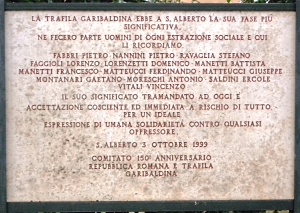 LA TRAFILA GARIBALDINA EBBE A S. ALBERTO LA SUA FASE PIÙ
SIGNIFICATIVA.
NE FECERO PARTE UOMINI DI OGNI ESTRAZIONE SOCIALE E QUI
LI RICORDIAMO.
FABBRI PIETRO NANNINI PIETRO - RAVAGLIA STEFANO
FAGGIOLI LORENZO - LORENZETTI DOMENICO - MANETTI BATTISTA
MANETTI FRANCESCO - MATTEUCCI FERDINANDO - MATTEUCCI GIUSEPPE
MONTANARI GAETANO - MORESCHI ANTONIO - BALDINI ERCOLE
VITALI VINCENZO
IL SUO SIGNIFICATO TRAMANDATO AD OGGI È
ACCETTAZIONE COSCIENTE ED IMMEDIATA A RISCHIO DI TUTTO
PER UN IDEALE
ESPRESSIONE DI UMANA SOLIDARIETÀ CONTRO QUALSIASI
OPPRESSORE.
S. ALBERTO 3 OTTOBRE 1999
COMITATO 150° ANNIVERSARIO
REPUBBLICA ROMANA E TRAFILA
GARIBALDINA